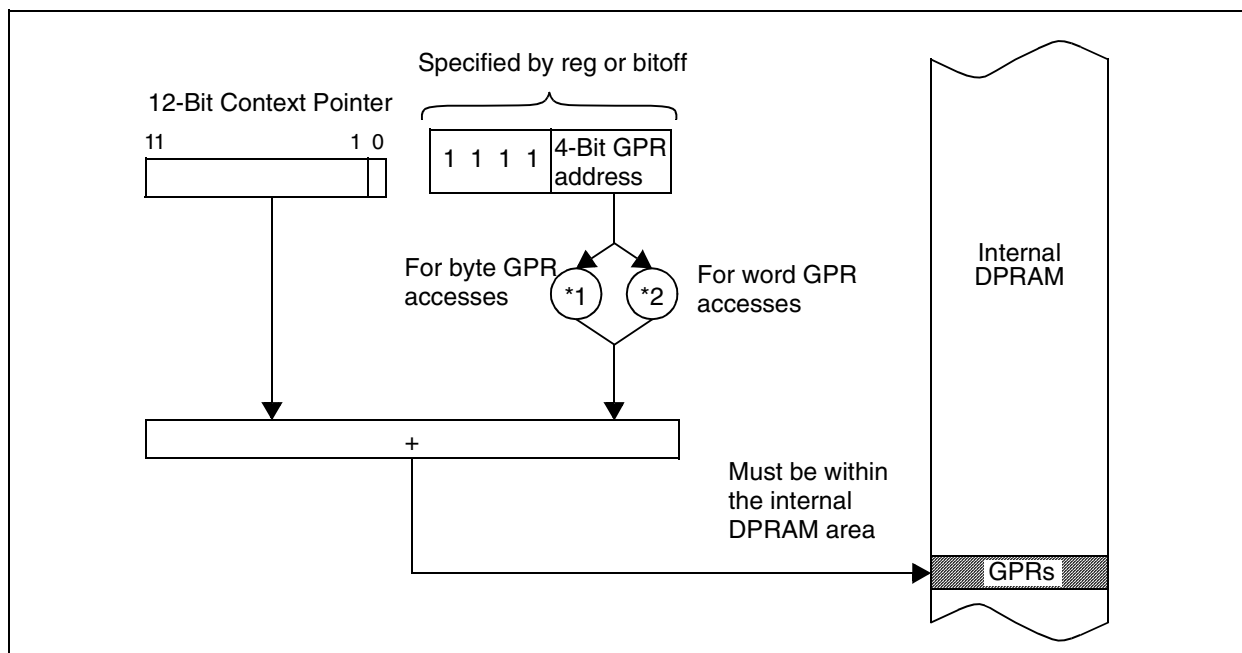 Specified by reg or bitoff
12-Bit Context Pointer
11 1 0
1 1 1 1
4-Bit GPR
address
For byte GPR
accesses
*1
*2
For word GPR
accesses
+
Must be within
the internal
DPRAM area
Internal
DPRAM
GPRs